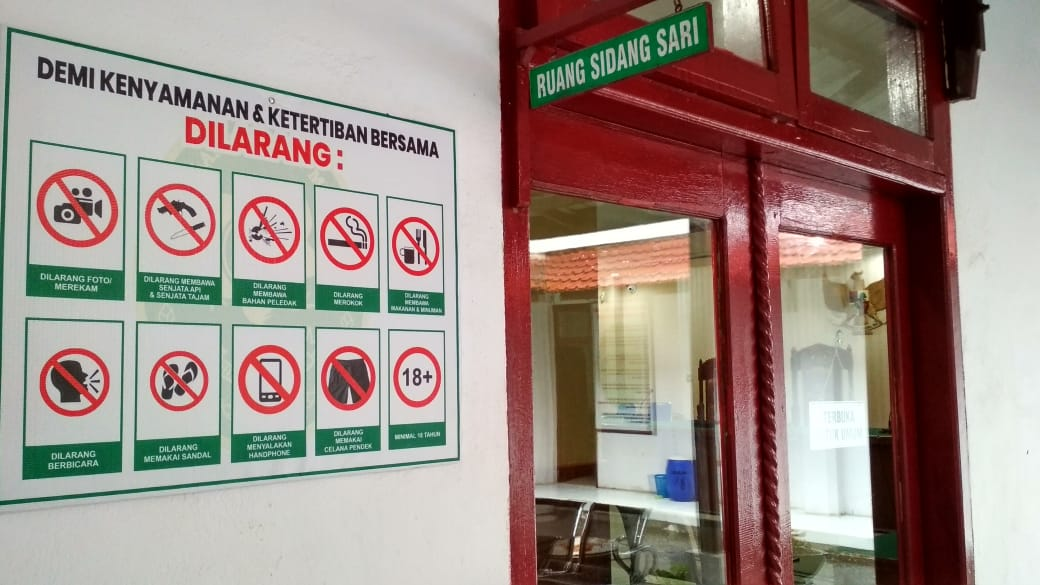 DEMI KENYAMANAN & KETERTIBAN BERSAMA
DILARANG :
DILARANG FOTO/
MEREKAM
DILARANG MEMBAWA
SENJATA API
& SENJATA TAJAM
DILARANG
MEMBAWA
BAHAN PELEDAK
DILARANG
MEROKOK
DILARANG
MEMBAWA
MAKANAN & MINUMAN
DILARANG
BERBICARA
DILARANG
MEMAKAI SANDAL
DILARANG
MENYALAKAN
HANDPHONE
DILARANG
MEMAKAI
CELANA PENDEK
18+
MINIMAL 18 TAHUN
RUANG SIDANG SARI
TERBUKA
UMUM